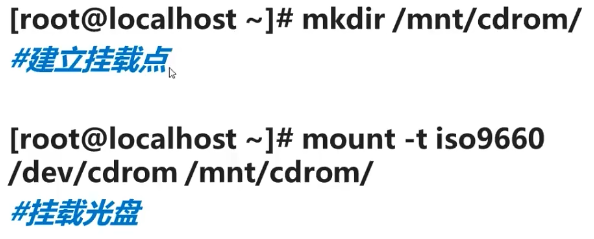 [root@localhost ~]# mkdir /mnt/cdrom/
#建立挂载点
[root@localhost ~]# mount -t iso9660
/dev/cdrom /mnt/cdrom/
#挂载光盘